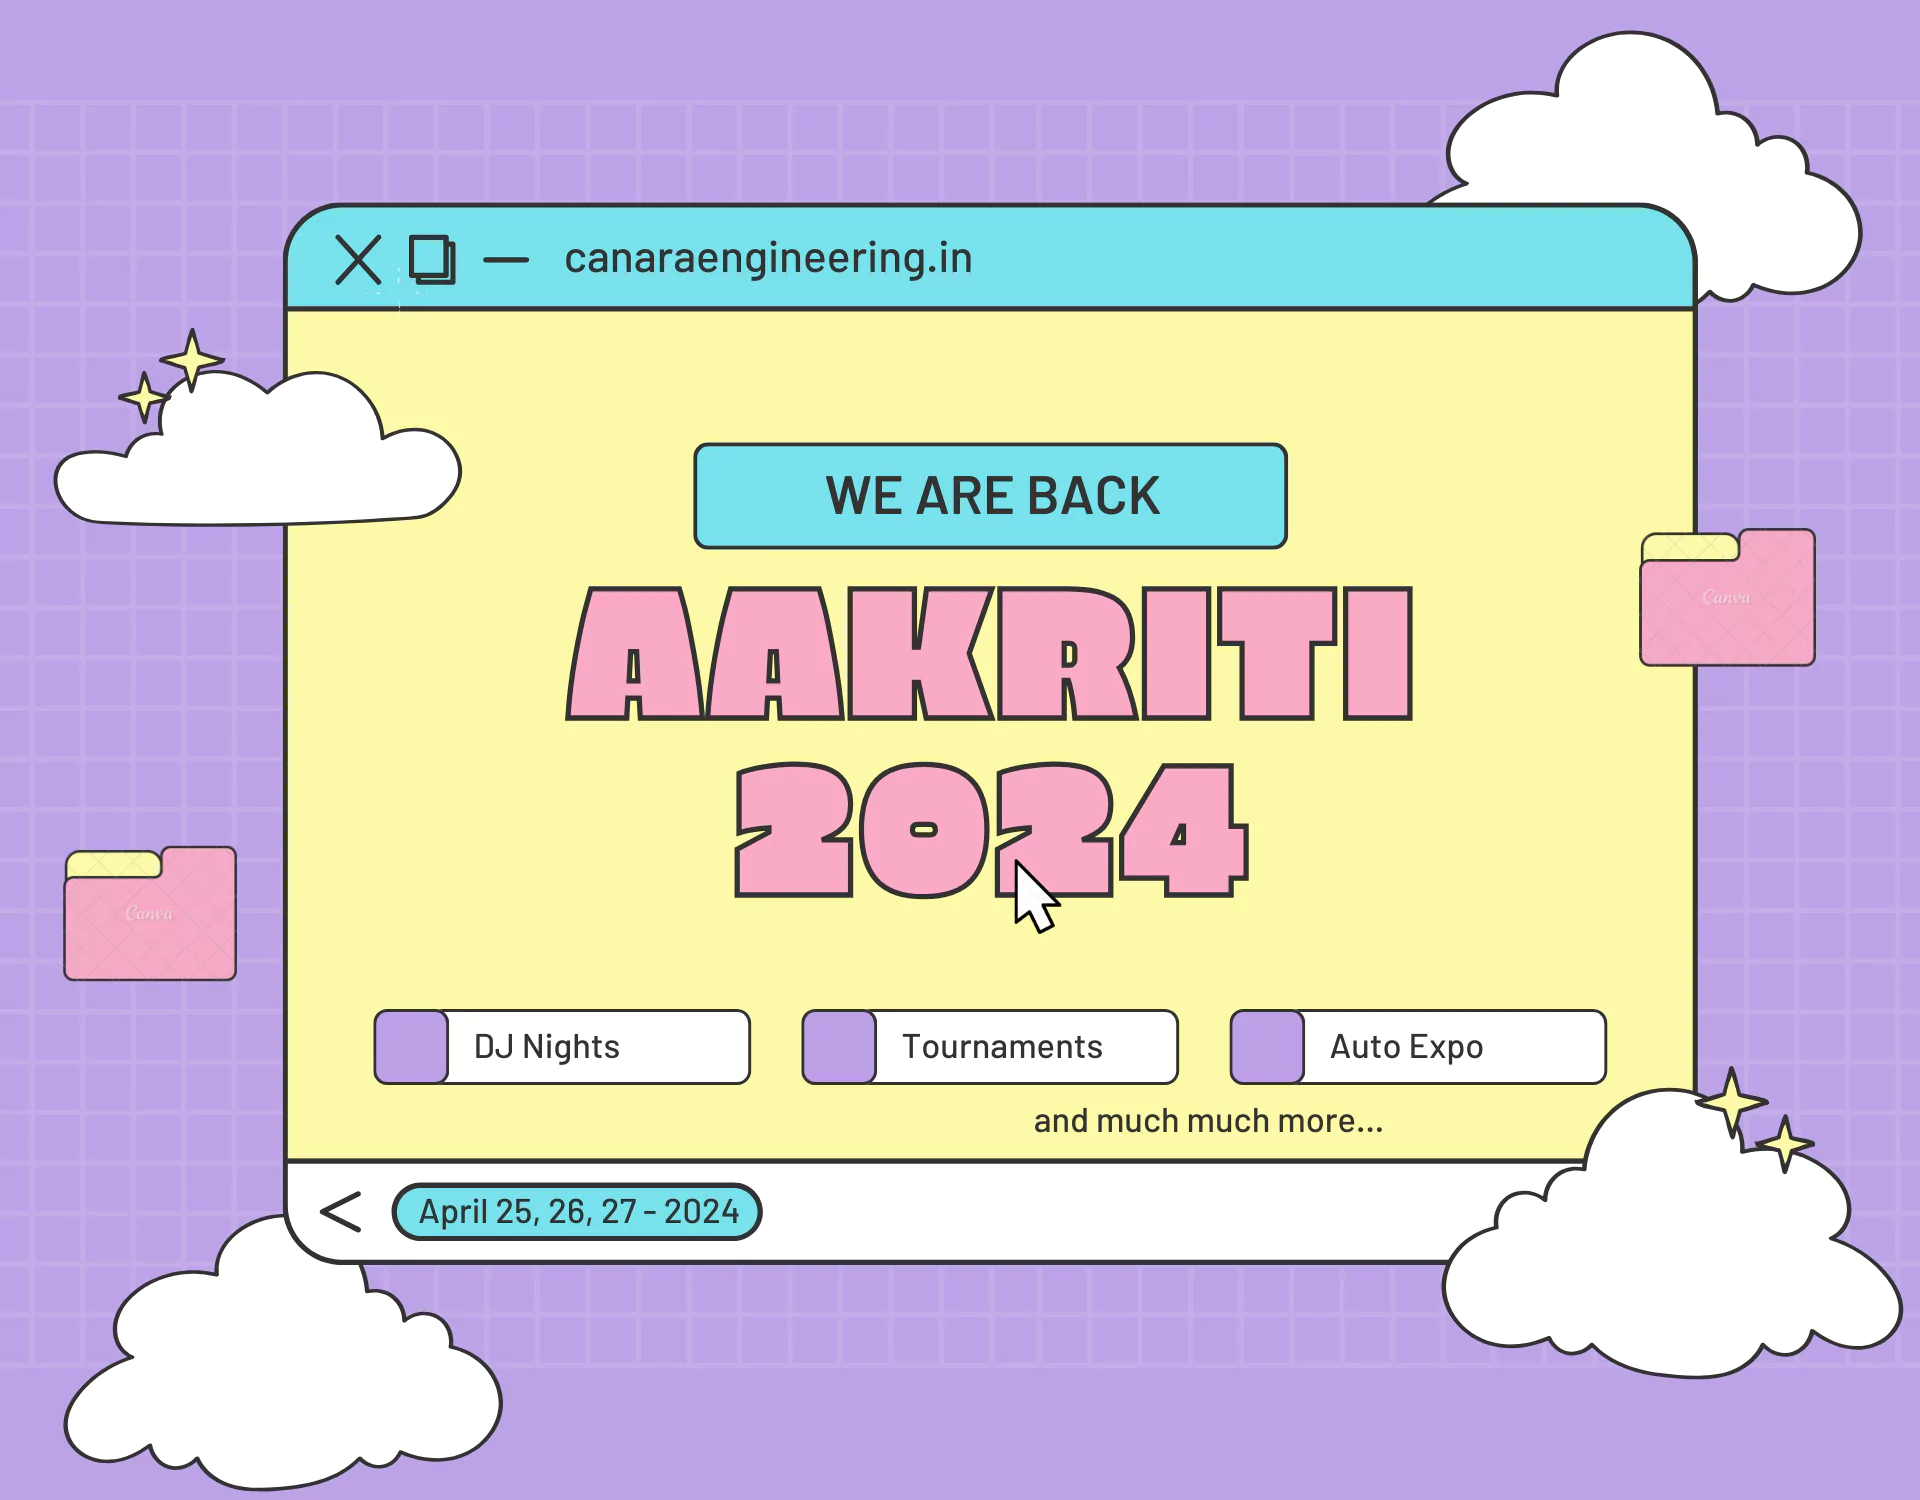 canaraengineering.in
WE ARE BACK
AAKRITI
2024
Canva
Canva
DJ Nights
Tournaments
Auto Expo
and much much more...
April 25, 26, 27 - 2024